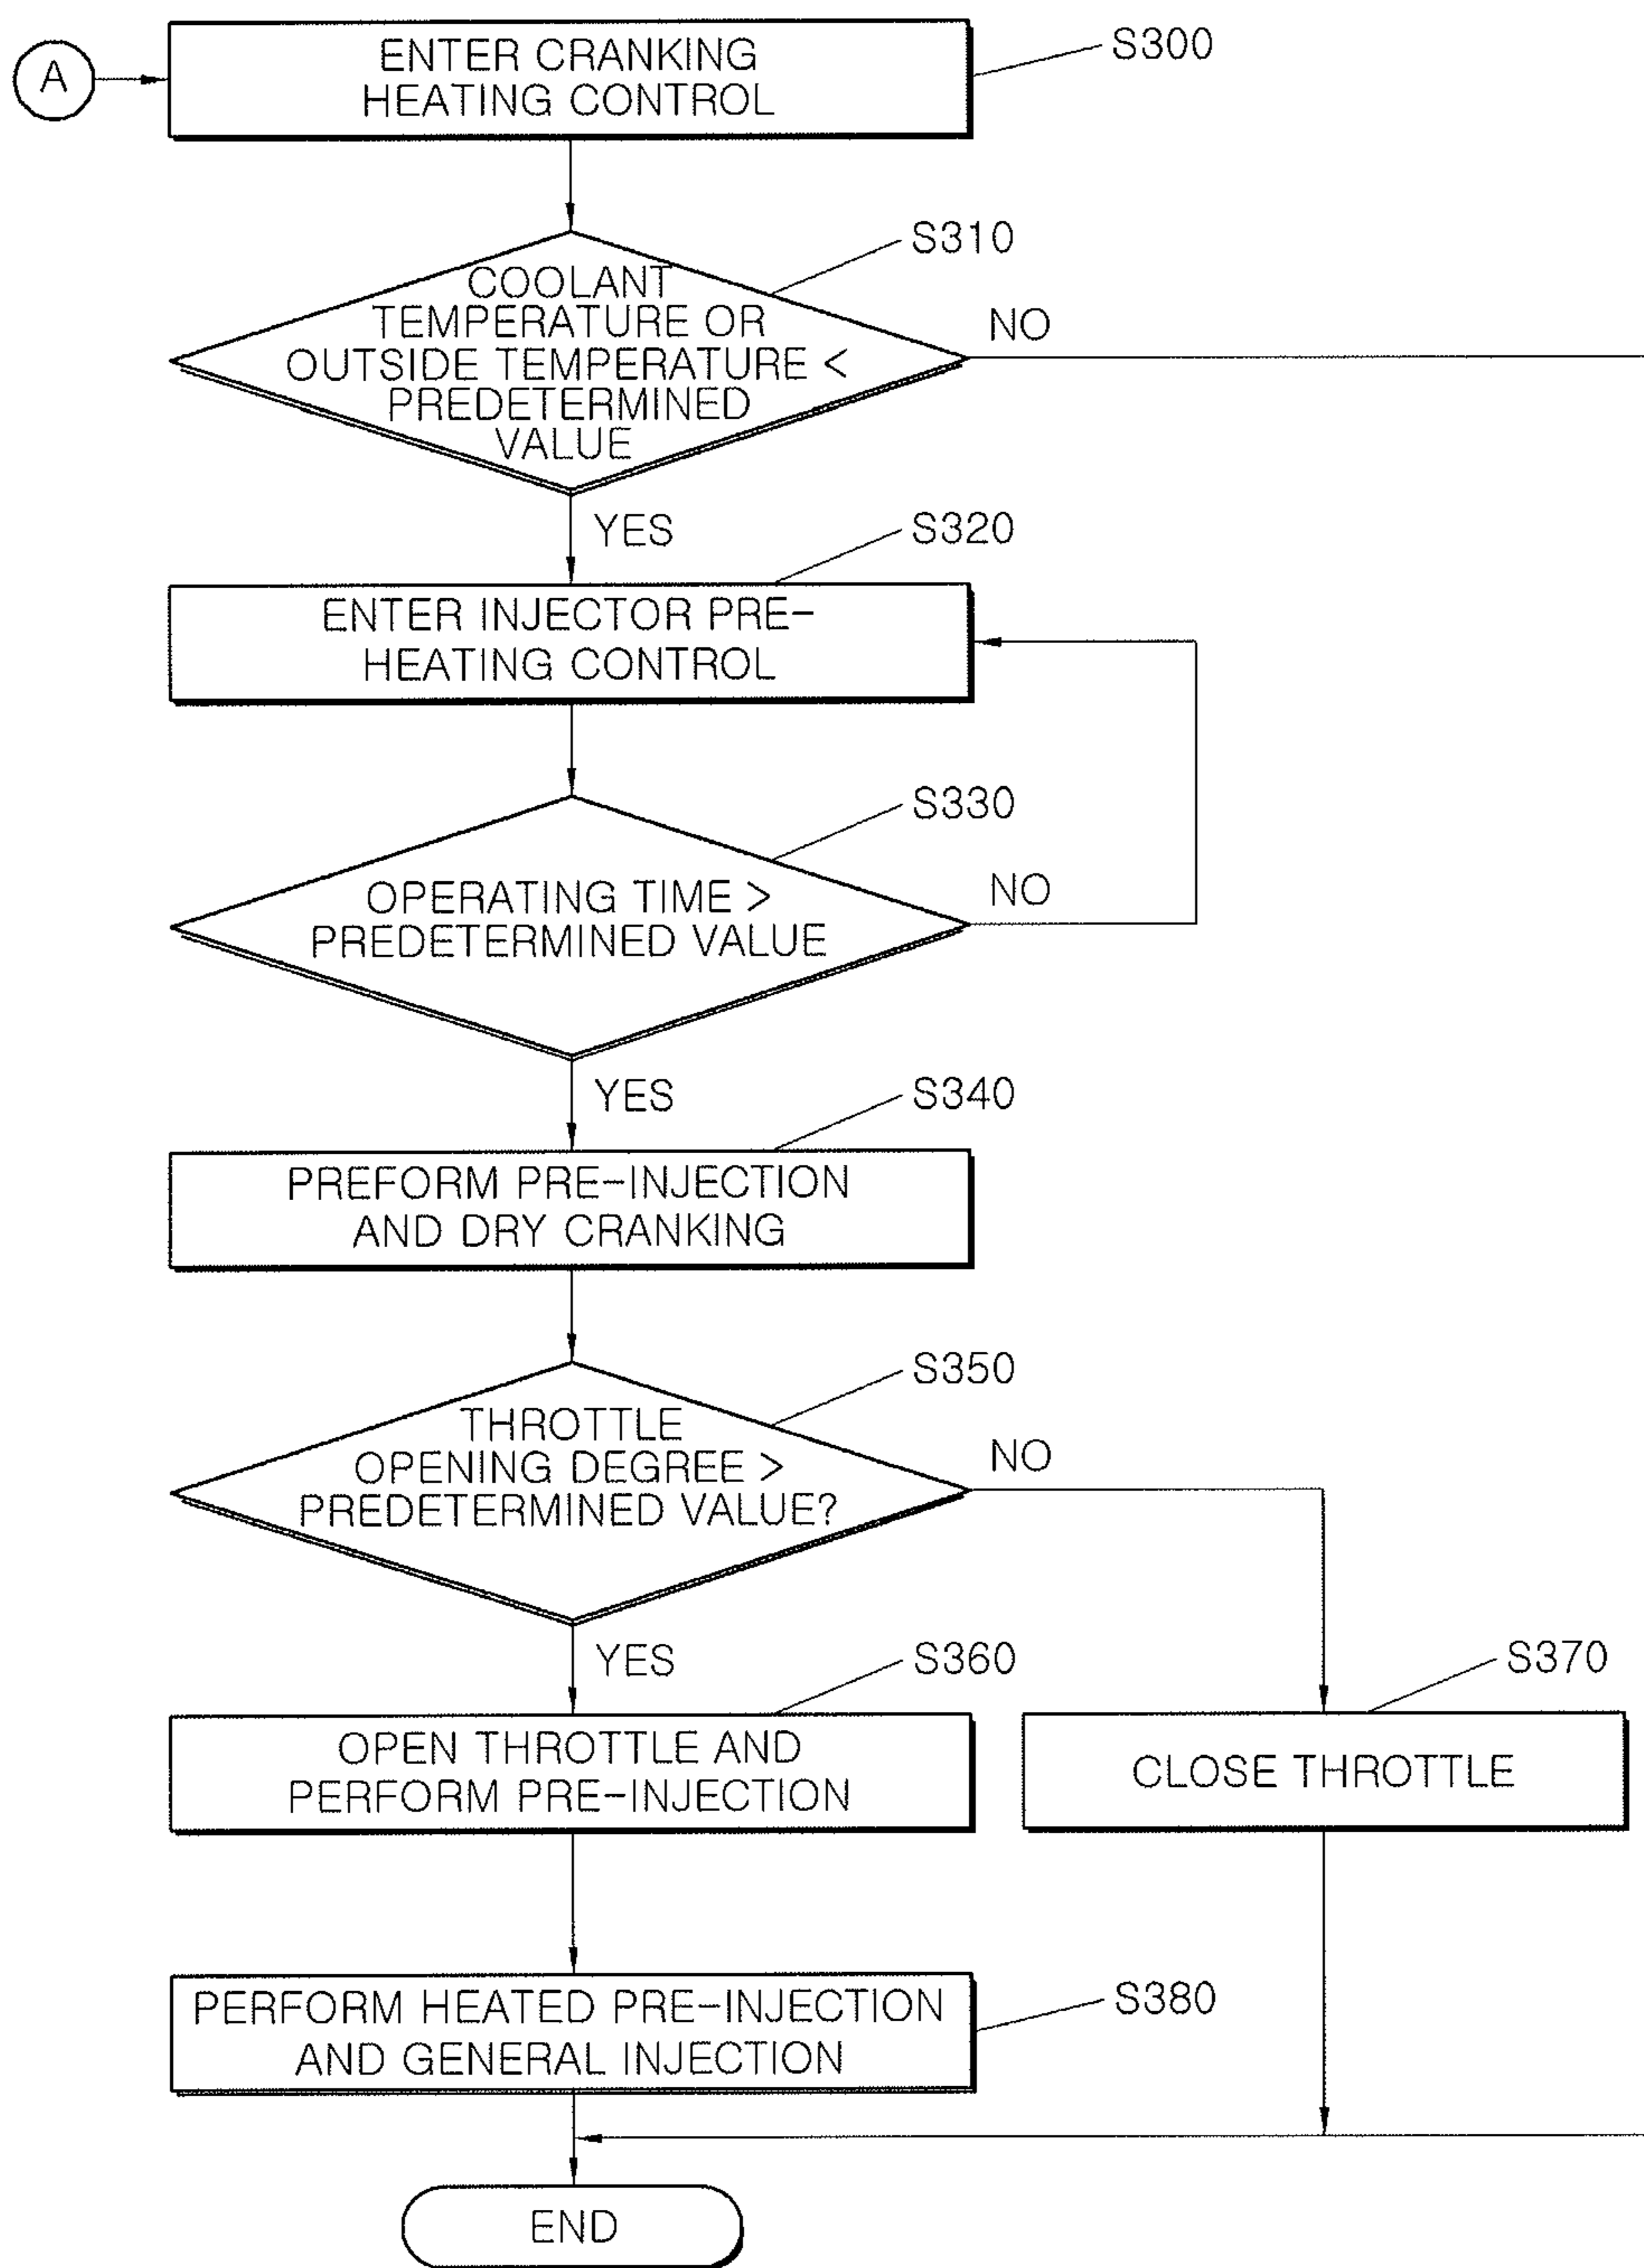 A
ENTER CRANKING
HEATING CONTROL
S300
S310
COOLANT
TEMPERATURE OR
OUTSIDE TEMPERATURE <
PREDETERMINED
VALUE
NO
YES
S320
ENTER INJECTOR PRE-
HEATING CONTROL
S330
OPERATING TIME >
PREDETERMINED VALUE
NO
YES
S340
PREFORM PRE-INJECTION
AND DRY CRANKING
S350
THROTTLE
OPENING DEGREE >
PREDETERMINED VALUE?
NO
YES
S360
OPEN THROTTLE AND
PERFORM PRE-INJECTION
S370
CLOSE THROTTLE
PERFORM HEATED PRE-INJECTION
AND GENERAL INJECTION
S380
END